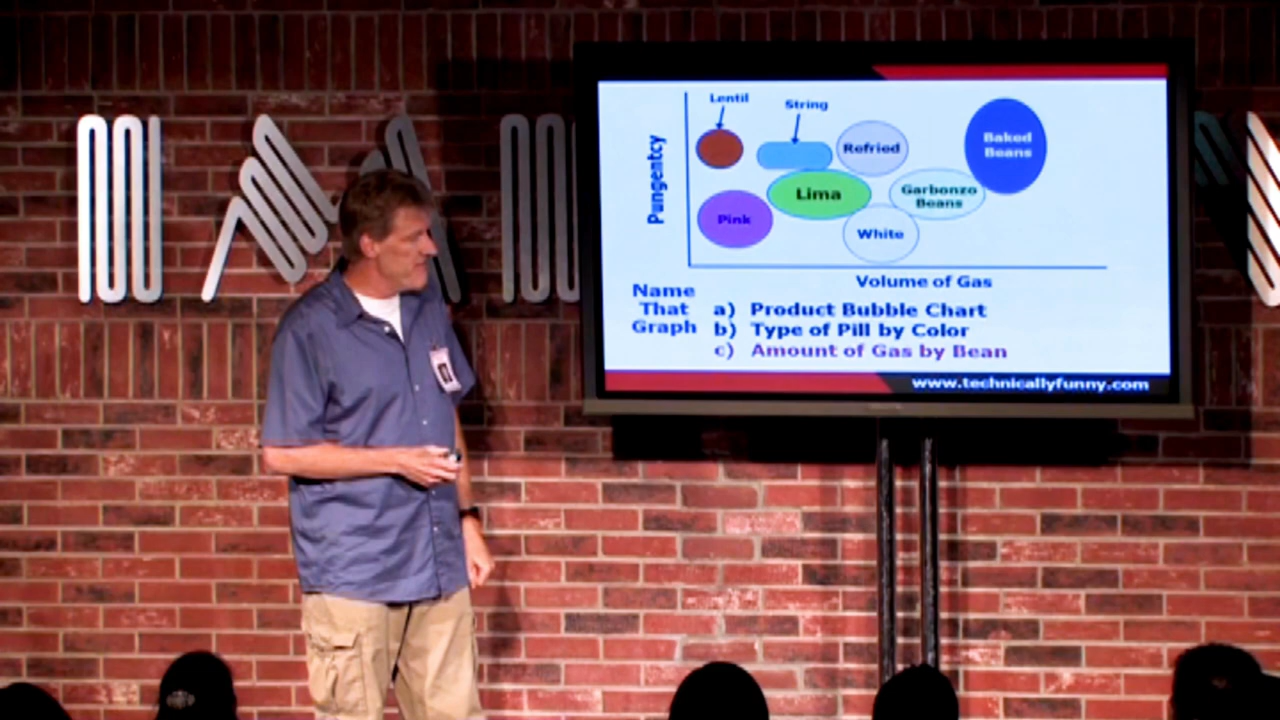 Lentil
String
Pungentcy
Refried
Baked
Beans
Lima
Garbonzo
Beans
Pink
White
Volume of Gas
Name
That
Graph
a) Product Bubble Chart
b) Type of Pill by Color
c) Amount of Gas by Bean
www.technicallyfunny.com